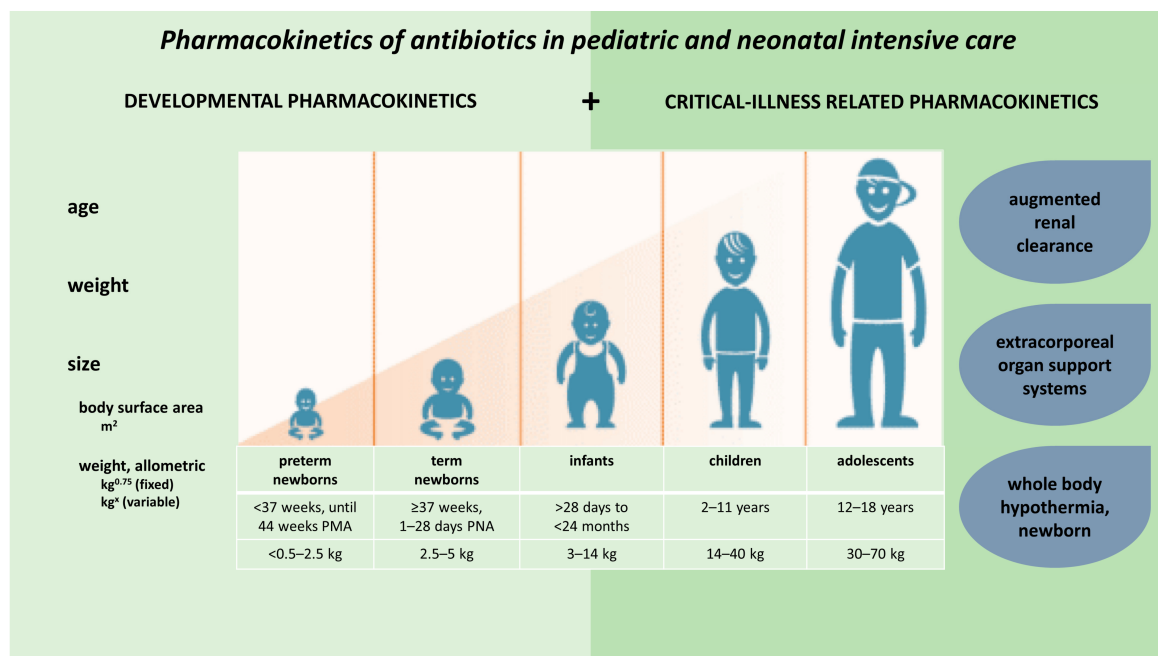 Pharmacokinetics of antibiotics in pediatric and neonatal intensive care
DEVELOPMENTAL PHARMACOKINETICS
+
CRITICAL-ILLNESS RELATED PHARMACOKINETICS
age
weight
size
body surface area
m²
weight, allometric
kg⁰·⁷⁵ (fixed)
kgˣ (variable)
preterm
newborns
term
newborns
infants
children
adolescents
<37 weeks, until
44 weeks PMA
≥37 weeks,
1–28 days PNA
>28 days to
<24 months
2–11 years
12–18 years
<0.5–2.5 kg
2.5–5 kg
3–14 kg
14–40 kg
30–70 kg
augmented
renal
clearance
extracorporeal
organ support
systems
whole body
hypothermia,
newborn